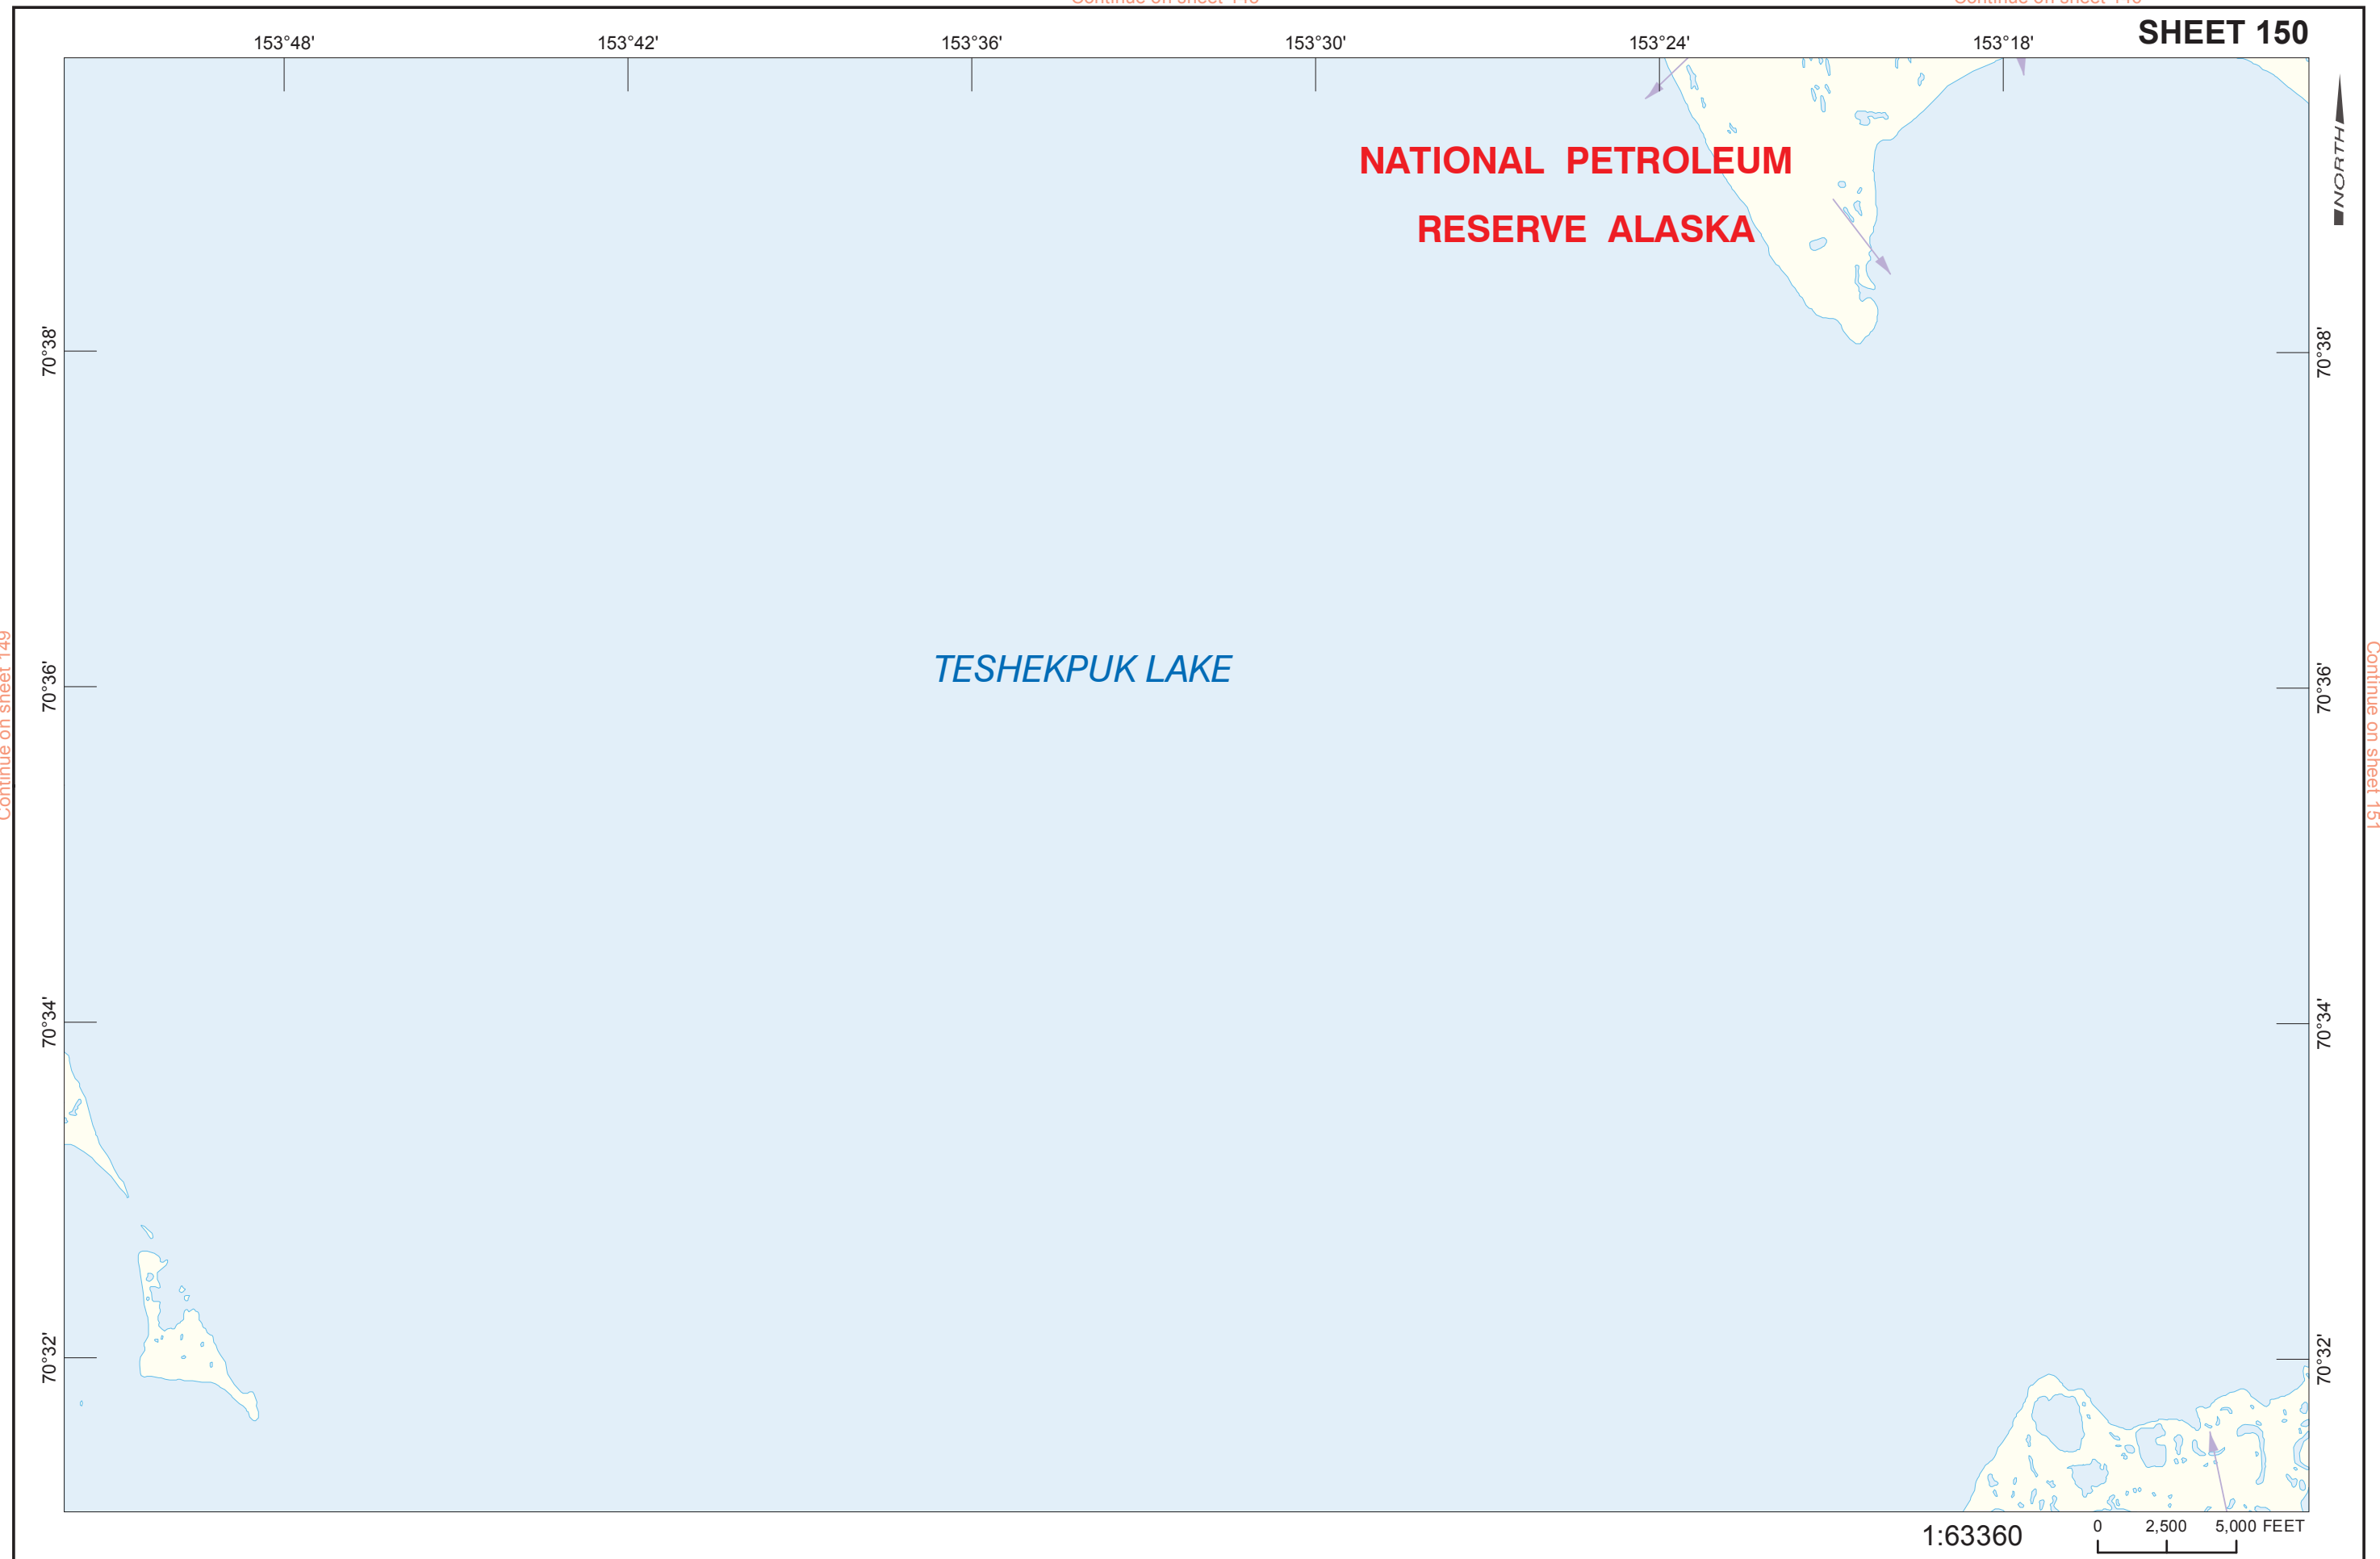 SHEET 150
153°48'
153°42'
153°36'
153°30'
153°24'
153°18'
NORTH
NATIONAL PETROLEUM
RESERVE ALASKA
70°38'
70°38'
TESHEKPUK LAKE
70°36'
70°36'
Continue on sheet 149
Continue on sheet 151
70°34'
70°34'
70°32'
70°32'
1:63360
0 2,500 5,000 FEET